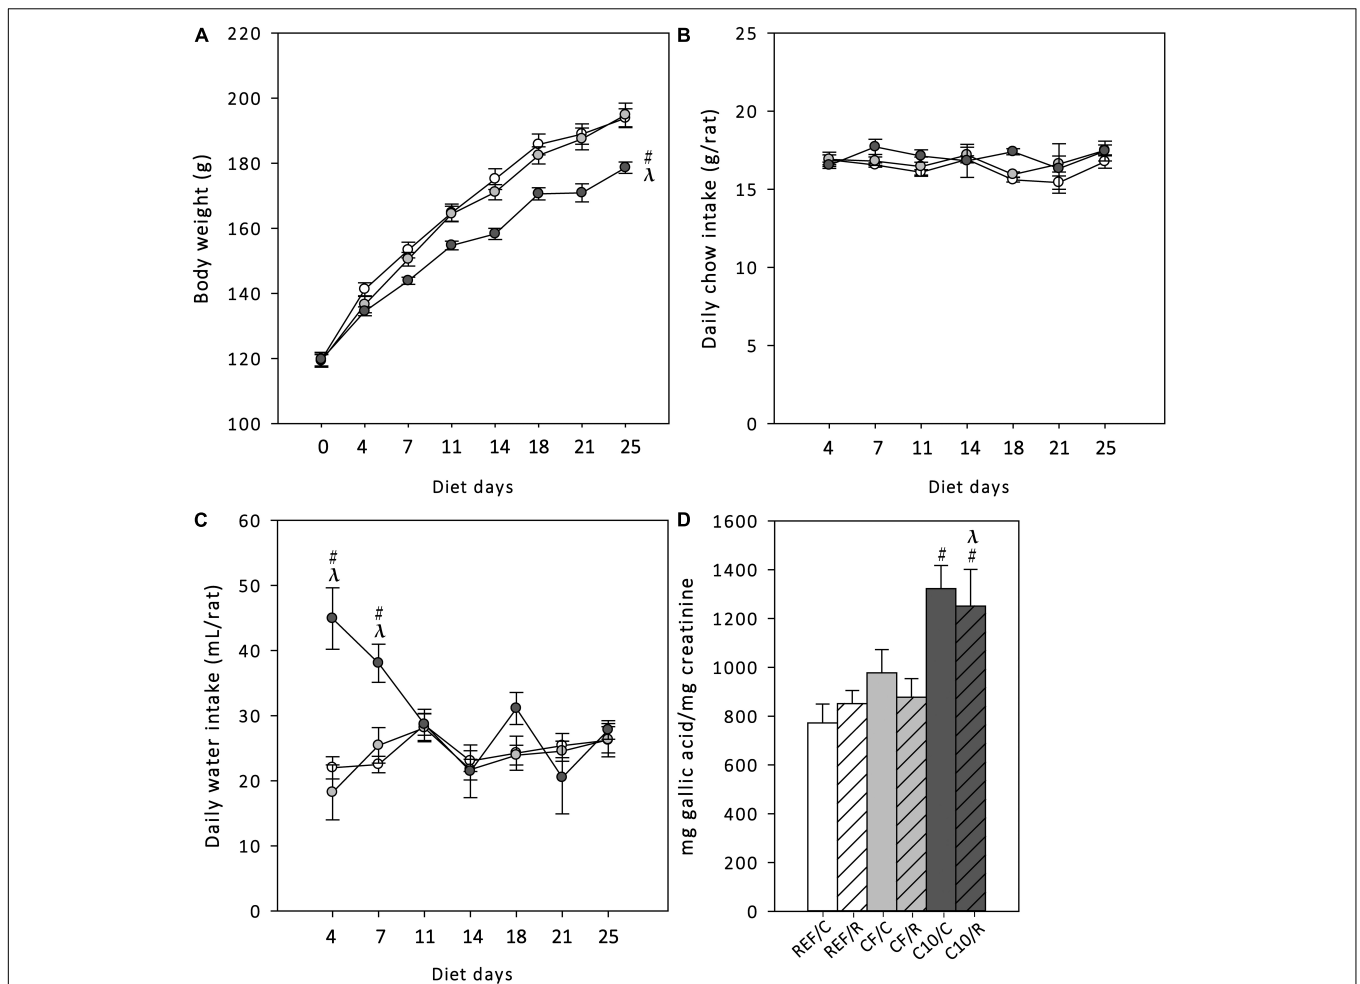 A
220
200
180
160
140
120
100
Body weight (g)
#
λ
0 4 7 11 14 18 21 25
Diet days
B
25
20
15
10
5
0
Daily chow intake (g/rat)
4 7 11 14 18 21 25
Diet days
C
60
50
40
30
20
10
0
Daily water intake (mL/rat)
#
λ
#
λ
4 7 11 14 18 21 25
Diet days
D
1600
1400
1200
1000
800
600
400
200
0
mg gallic acid/mg creatinine
#
λ
#
REF/C REF/R CF/C CF/R C10/C C10/R